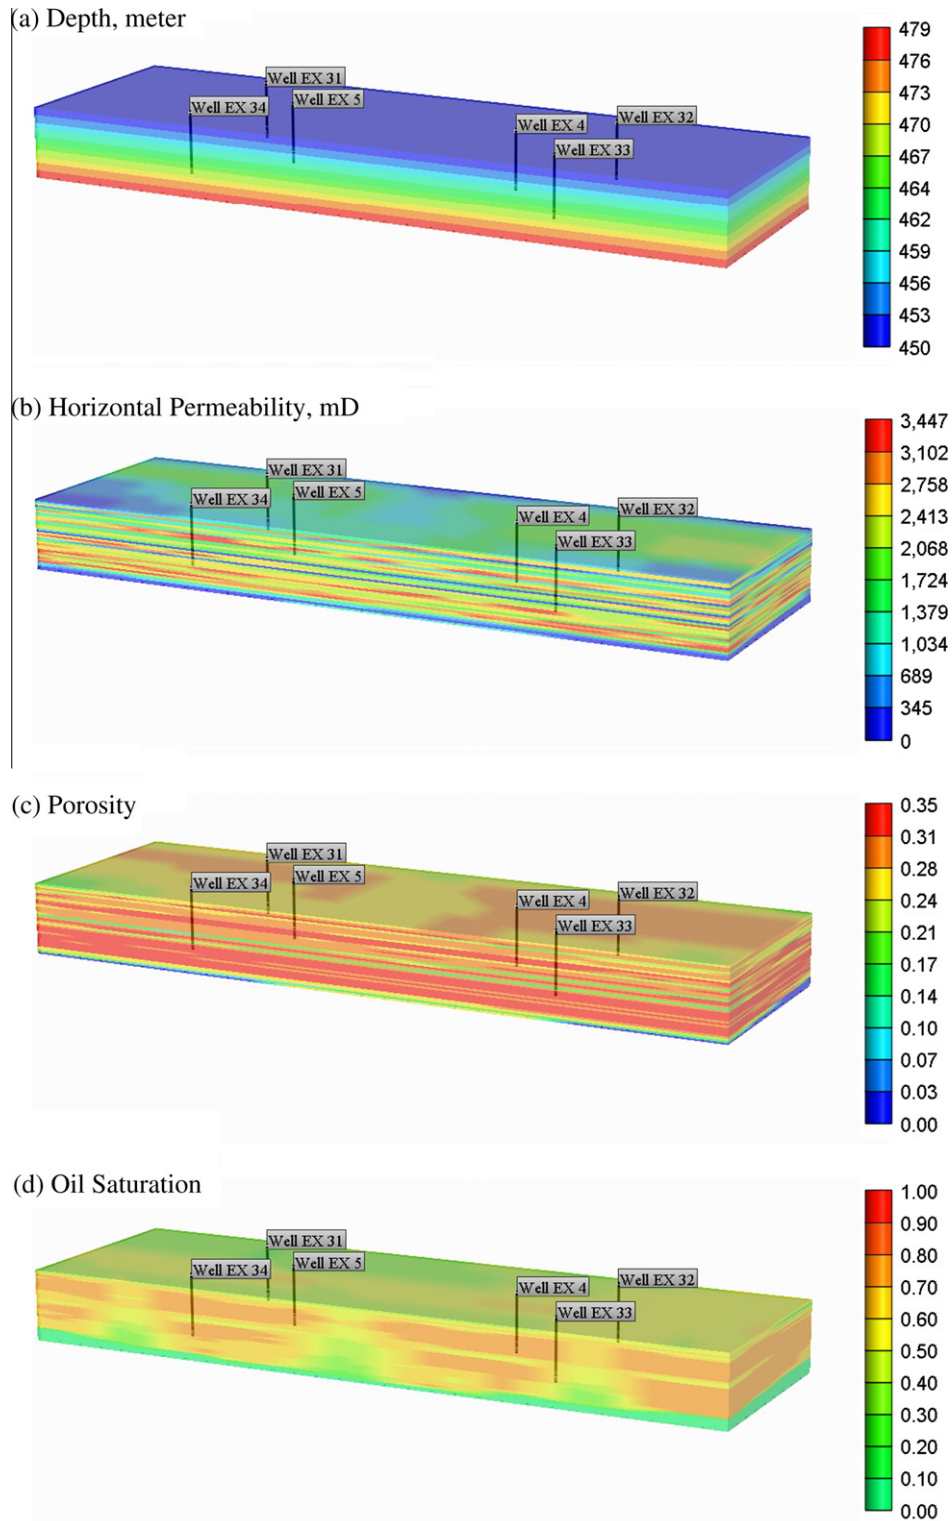 (a) Depth, meter
Well EX 31
Well EX 5
Well EX 34
Well EX 4
Well EX 32
Well EX 33
479
476
473
470
467
464
462
459
456
453
450
(b) Horizontal Permeability, mD
Well EX 31
Well EX 34
Well EX 5
Well EX 4
Well EX 32
Well EX 33
3,447
3,102
2,758
2,413
2,068
1,724
1,379
1,034
689
345
0
(c) Porosity
Well EX 31
Well EX 34
Well EX 5
Well EX 4
Well EX 32
Well EX 33
0.35
0.31
0.28
0.24
0.21
0.17
0.14
0.10
0.07
0.03
0.00
(d) Oil Saturation
Well EX 31
Well EX 34
Well EX 5
Well EX 4
Well EX 32
Well EX 33
1.00
0.90
0.80
0.70
0.60
0.50
0.40
0.30
0.20
0.10
0.00